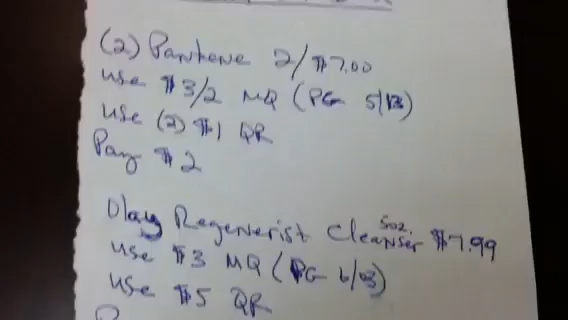 (2) Pantene 2/$7.00
use $3/2 MQ (PG 5/13)
use (2) $1 QR
Pay $2
Olay Regenerist Cleanser 5oz. $7.99
use $3 MQ (PG 6/03)
use $5 QR